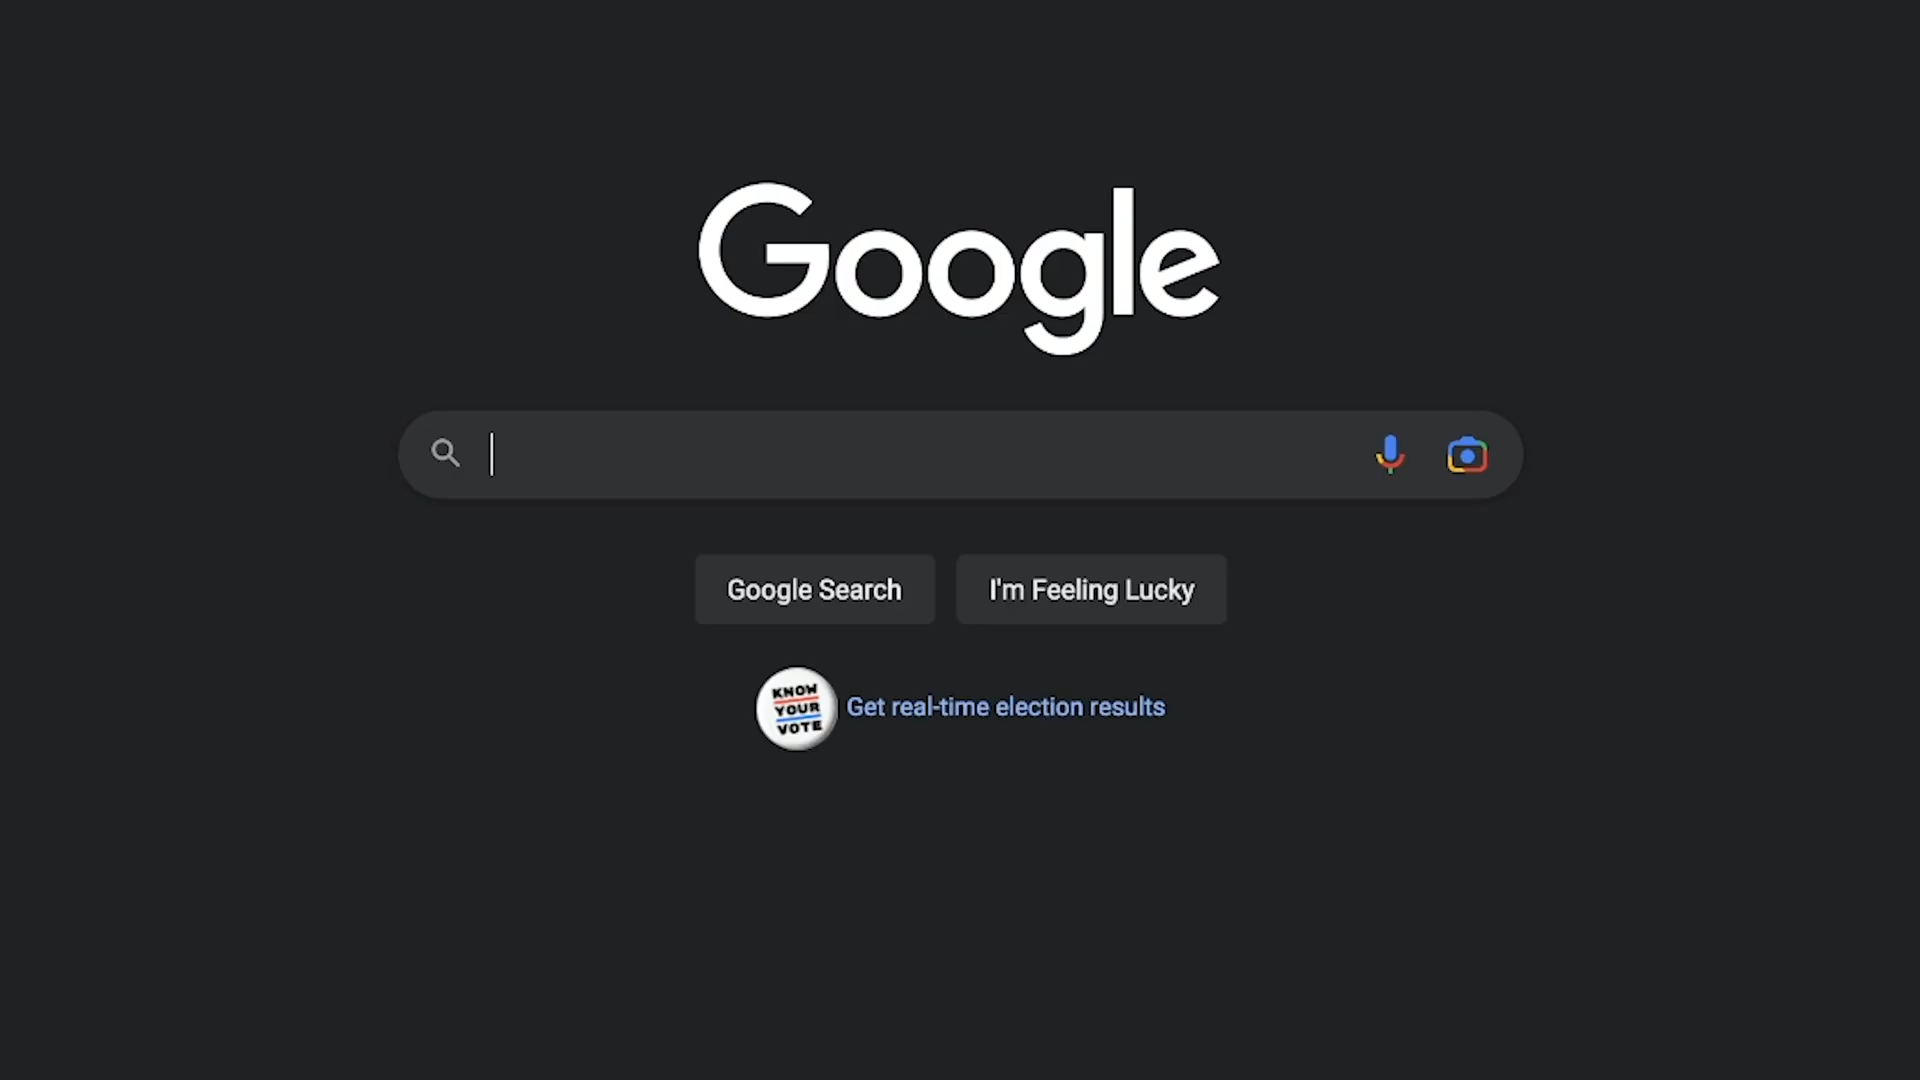 Google
Google Search
I'm Feeling Lucky
KNOW
YOUR
VOTE
Get real-time election results